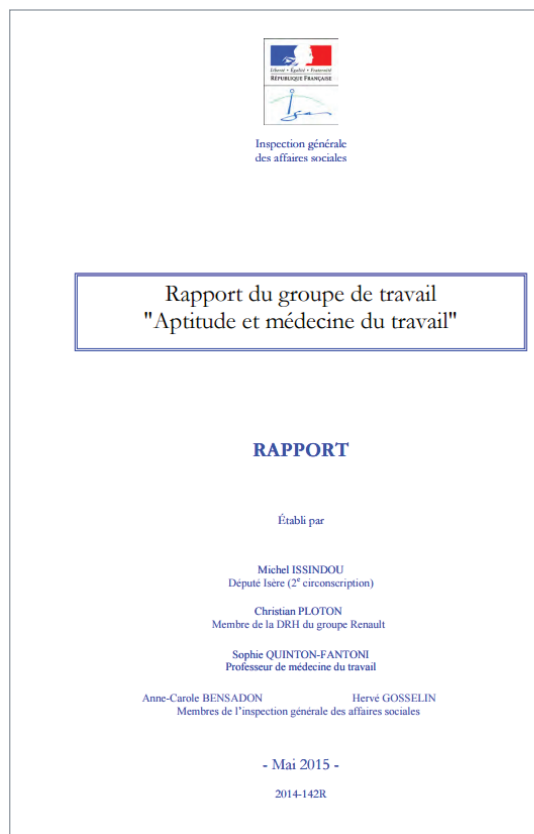 Liberté • Égalité • Fraternité
RÉPUBLIQUE FRANÇAISE
Inspection générale
des affaires sociales
Rapport du groupe de travail
"Aptitude et médecine du travail"
RAPPORT
Établi par
Michel ISSINDOU
Député Isère (2e circonscription)
Christian PLOTON
Membre de la DRH du groupe Renault
Sophie QUINTON-FANTONI
Professeur de médecine du travail
Anne-Carole BENSADON Hervé GOSSELIN
Membres de l'inspection générale des affaires sociales
- Mai 2015 -
2014-142R